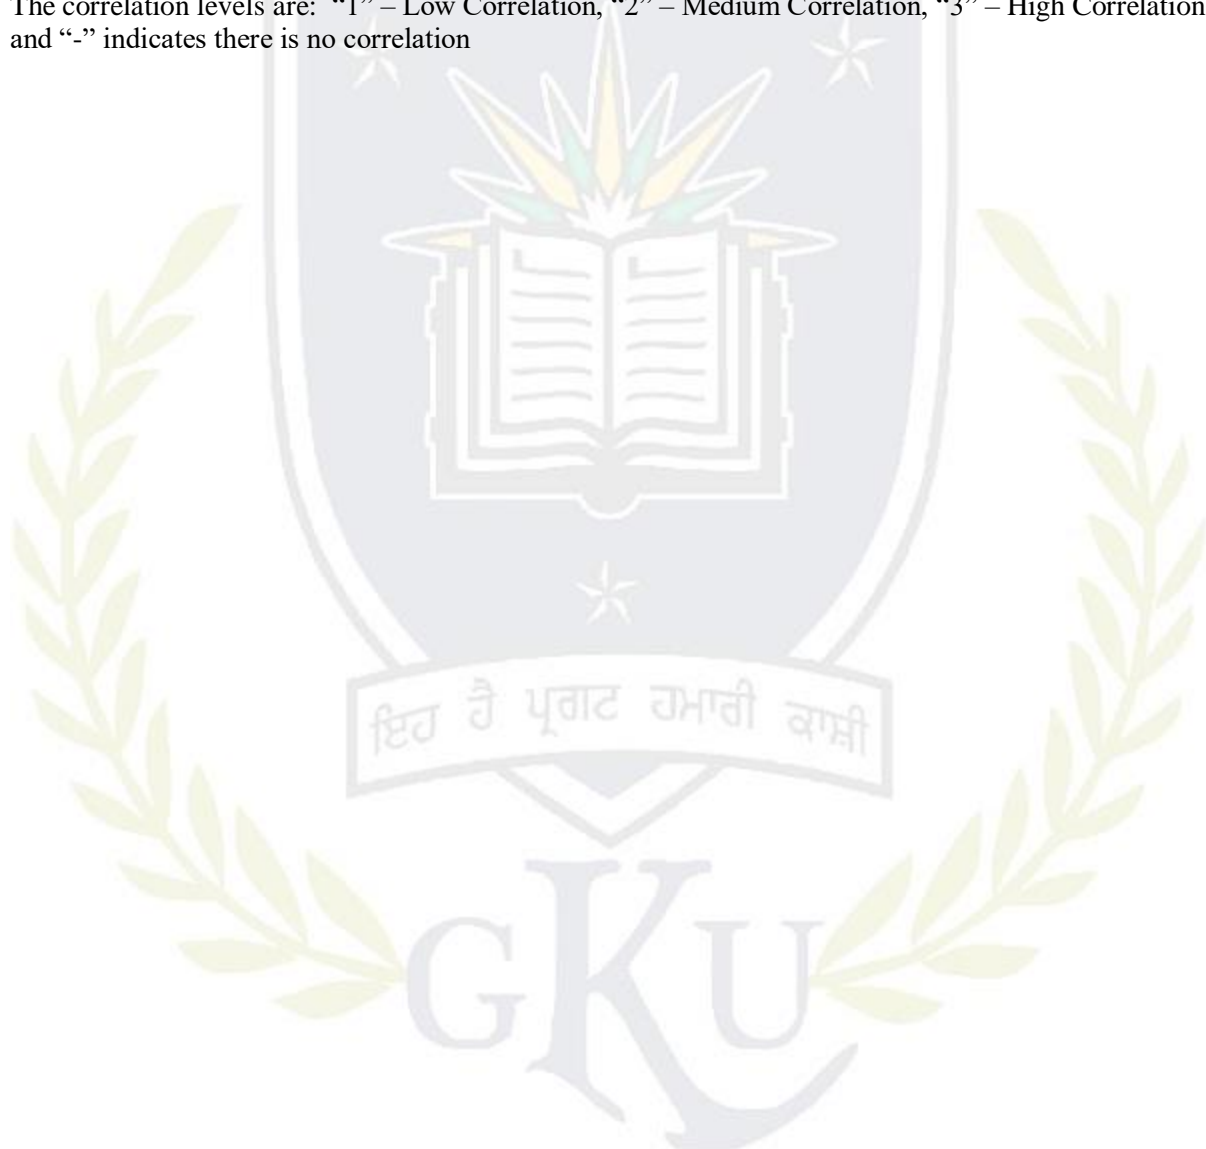 The correlation levels are: “1” – Low Correlation, “2” – Medium Correlation, “3” – High Correlation
and “-” indicates there is no correlation
ਇਹ ਹੈ ਪ੍ਰਗਟ ਹਮਾਰੀ ਕਾਸ਼ੀ
GKU